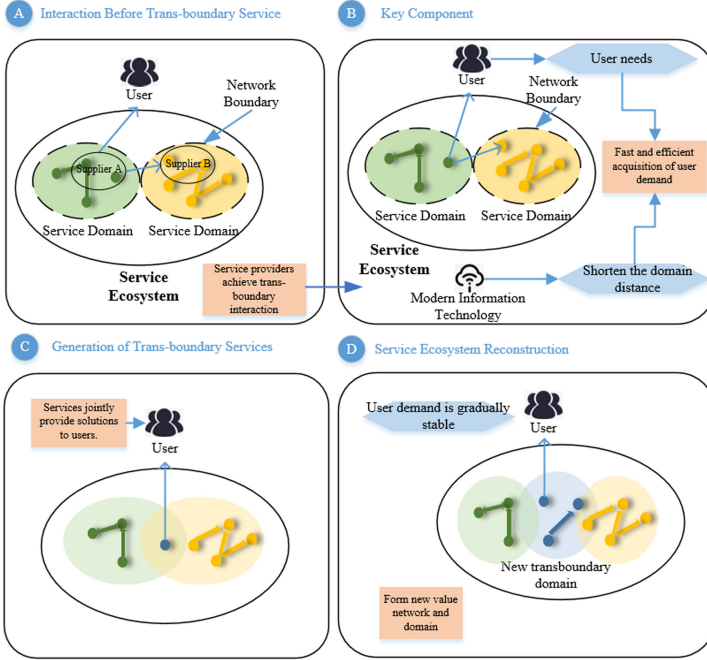 A Interaction Before Trans-boundary Service
User
Network
Boundary
Supplier A
Supplier B
Service Domain
Service Domain
Service
Ecosystem
Service providers
achieve trans-
boundary
interaction
B Key Component
User
User needs
Network
Boundary
Fast and efficient
acquisition of user
demand
Service Domain
Service Domain
Service
Ecosystem
Shorten the domain
distance
Modern Information
Technology
C Generation of Trans-boundary Services
Services jointly
provide solutions
to users.
User
D Service Ecosystem Reconstruction
User demand is gradually
stable
User
New transboundary
domain
Form new value
network and
domain